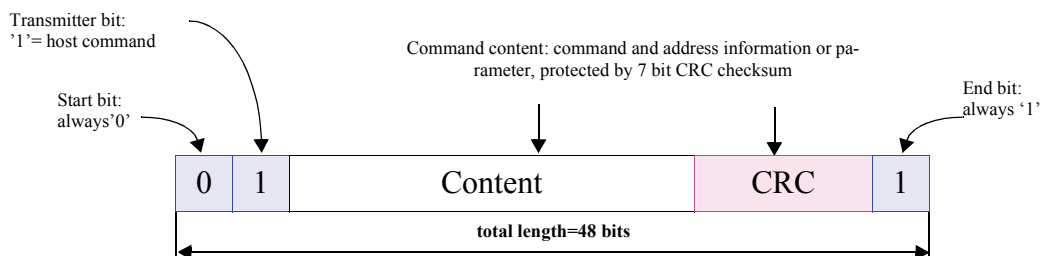 Transmitter bit:
’1’= host command
Command content: command and address information or pa-
rameter, protected by 7 bit CRC checksum
Start bit:
always’0’
End bit:
always ‘1’
0 1 Content CRC 1
total length=48 bits